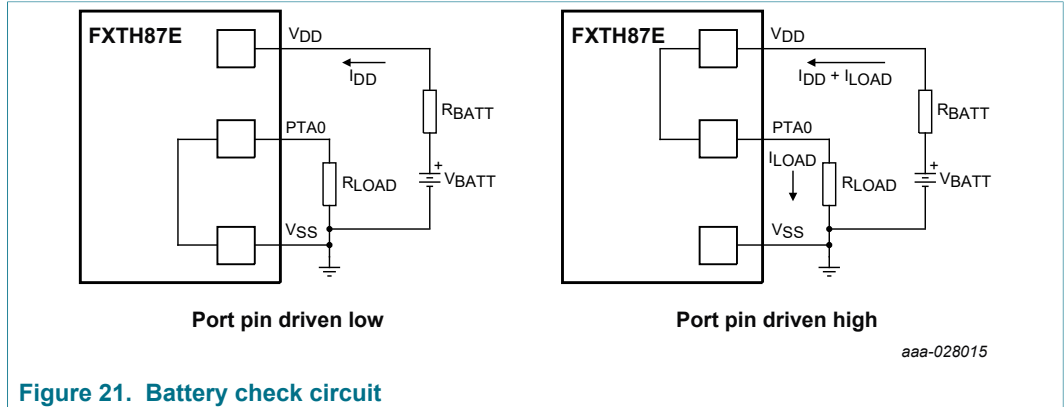 FXTH87E
VDD
IDD
RBATT
PTA0
RLOAD
+
VBATT
VSS
Port pin driven low
FXTH87E
VDD
IDD + ILOAD
RBATT
PTA0
ILOAD
RLOAD
+
VBATT
VSS
Port pin driven high
aaa-028015
Figure 21. Battery check circuit